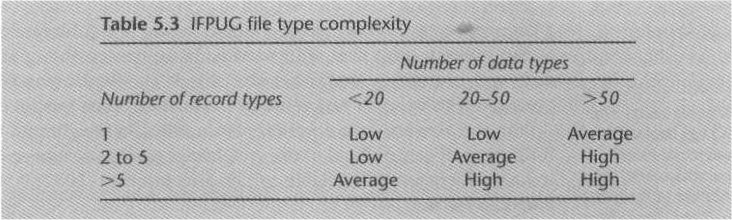 Table 5.3 IFPUG file type complexity
Number of data types
Number of record types <20 20–50 >50
1 Low Low Average
2 to 5 Low Average High
>5 Average High High